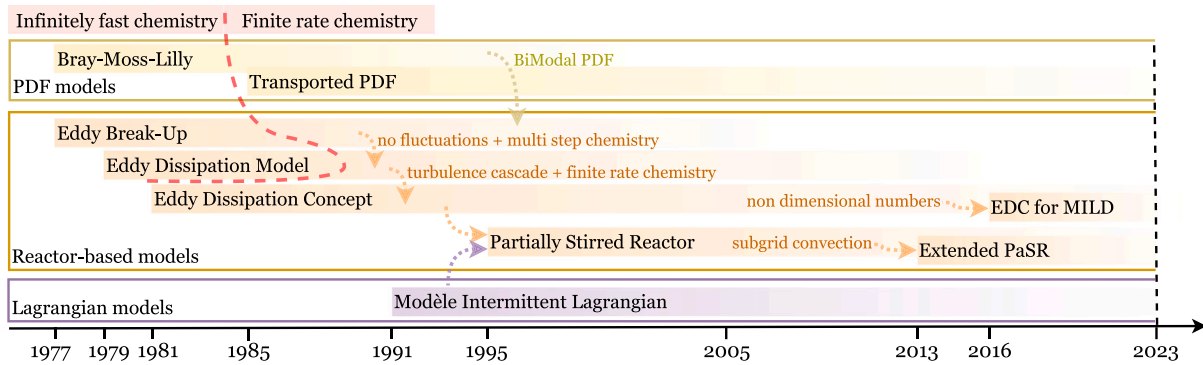 Infinitely fast chemistry
Finite rate chemistry
Bray-Moss-Lilly
BiModal PDF
PDF models
Transported PDF
Eddy Break-Up
no fluctuations + multi step chemistry
Eddy Dissipation Model
turbulence cascade + finite rate chemistry
Eddy Dissipation Concept
non dimensional numbers
EDC for MILD
Partially Stirred Reactor
subgrid convection
Extended PaSR
Reactor-based models
Lagrangian models
Modèle Intermittent Lagrangian
1977 1979 1981 1985 1991 1995 2005 2013 2016 2023